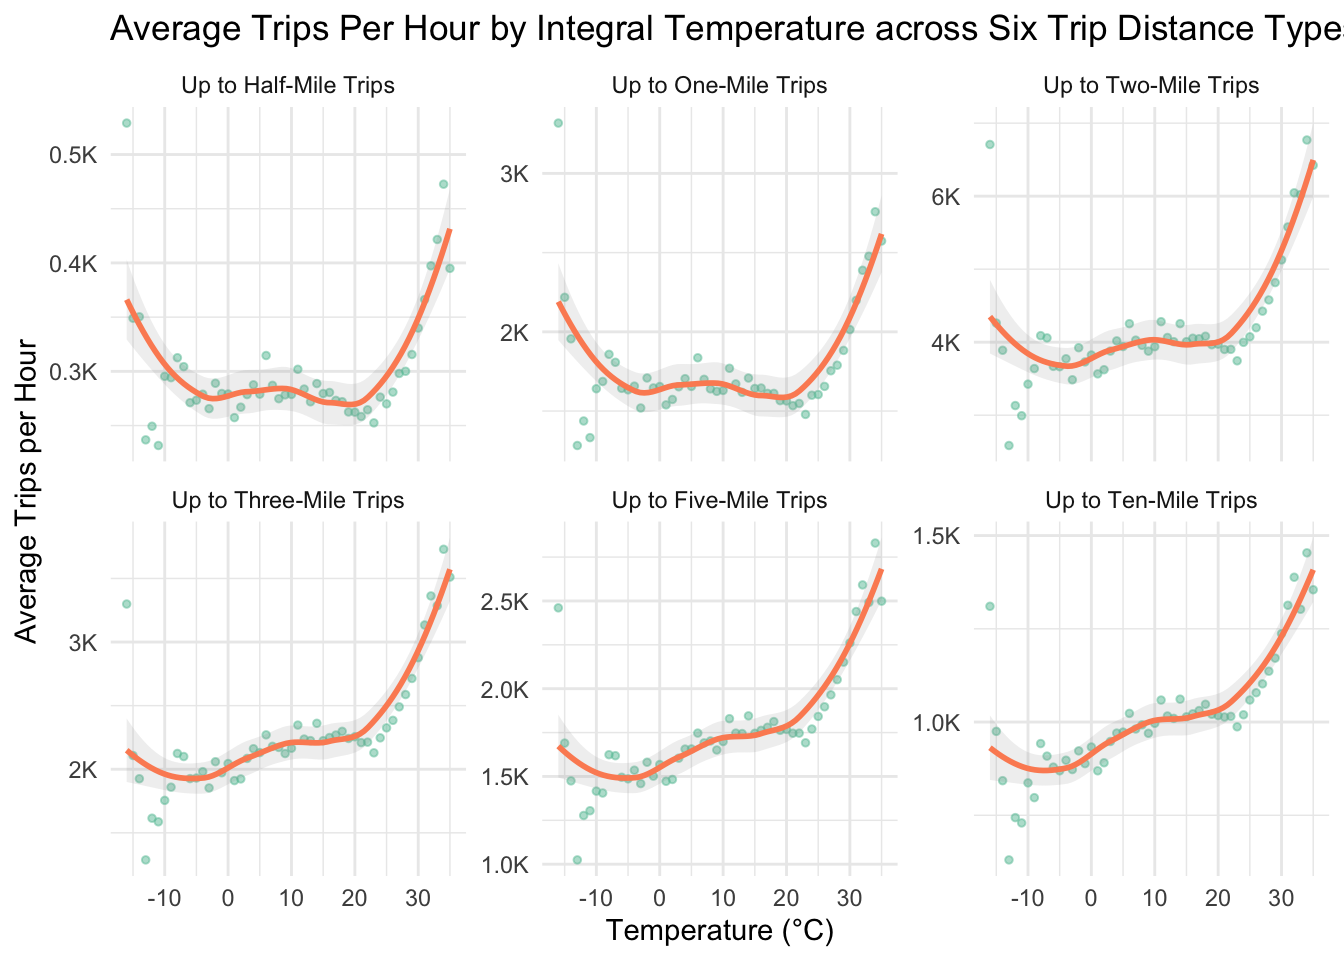 Average Trips Per Hour by Integral Temperature across Six Trip Distance Type
Up to Half-Mile Trips
Up to One-Mile Trips
Up to Two-Mile Trips
0.5K
0.4K
0.3K
3K
2K
6K
4K
Average Trips per Hour
Up to Three-Mile Trips
Up to Five-Mile Trips
Up to Ten-Mile Trips
3K
2K
2.5K
2.0K
1.5K
1.0K
1.5K
1.0K
-10 0 10 20 30
-10 0 10 20 30
-10 0 10 20 30
Temperature (°C)